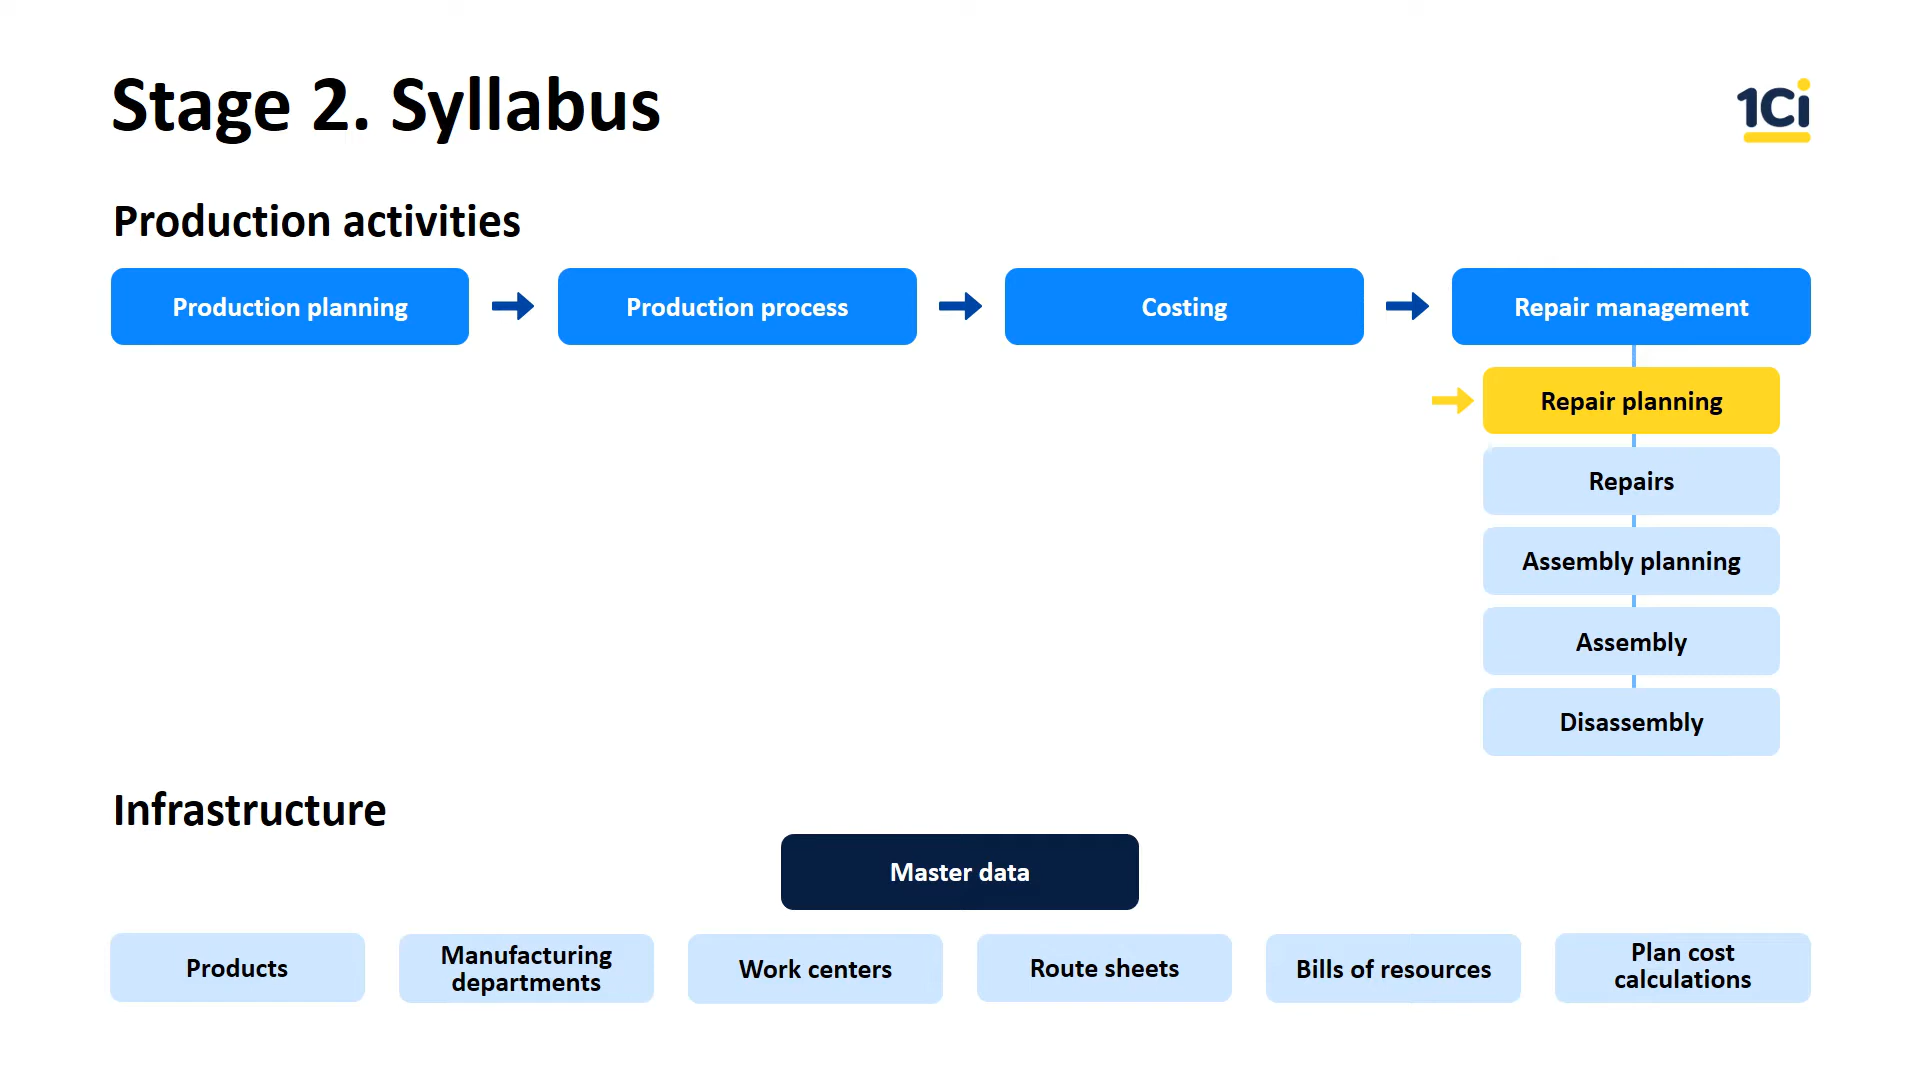 Stage 2. Syllabus
1Ci
Production activities
Production planning
Production process
Costing
Repair management
Repair planning
Repairs
Assembly planning
Assembly
Disassembly
Infrastructure
Master data
Products
Manufacturing
departments
Work centers
Route sheets
Bills of resources
Plan cost
calculations